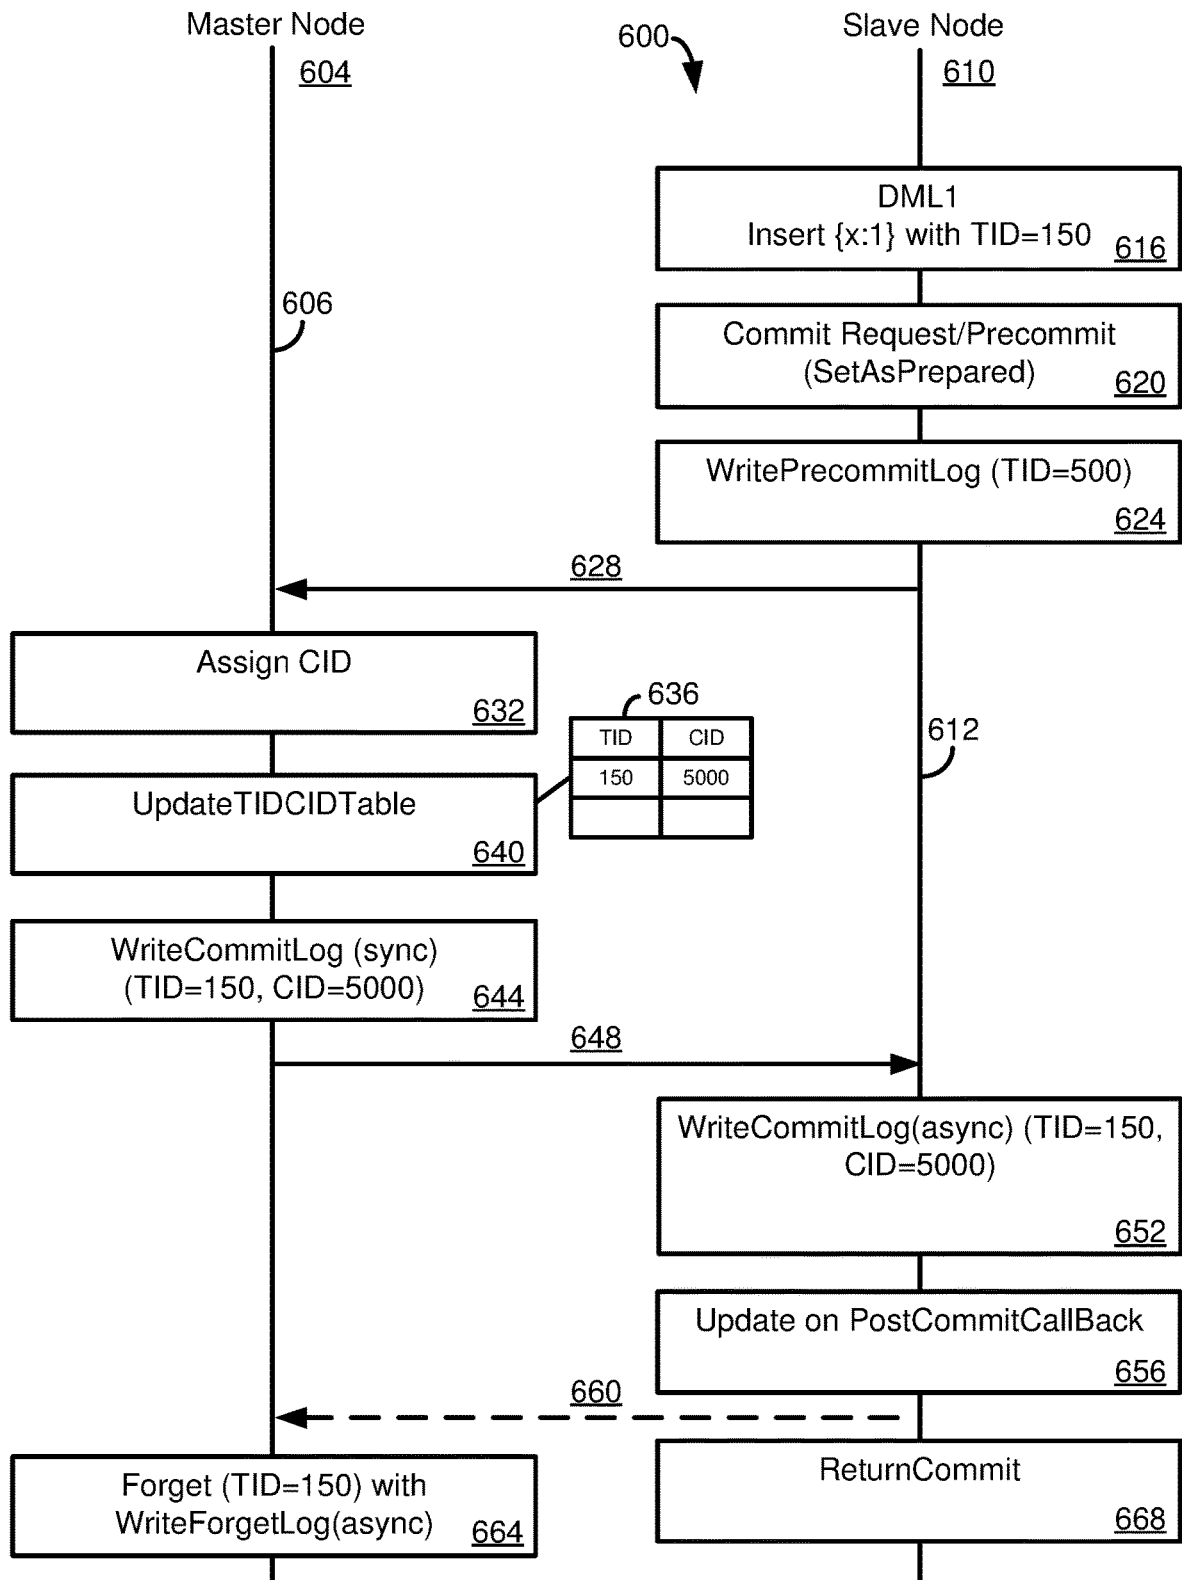 Master Node
Slave Node
600
604
610
DML1
Insert {x:1} with TID=150
616
606
Commit Request/Precommit
(SetAsPrepared)
620
WritePrecommitLog (TID=500)
624
628
Assign CID
632
636
TID CID
150 5000
612
UpdateTIDCIDTable
640
WriteCommitLog (sync)
(TID=150, CID=5000)
644
648
WriteCommitLog(async) (TID=150,
CID=5000)
652
Update on PostCommitCallBack
656
660
Forget (TID=150) with
WriteForgetLog(async)
664
ReturnCommit
668